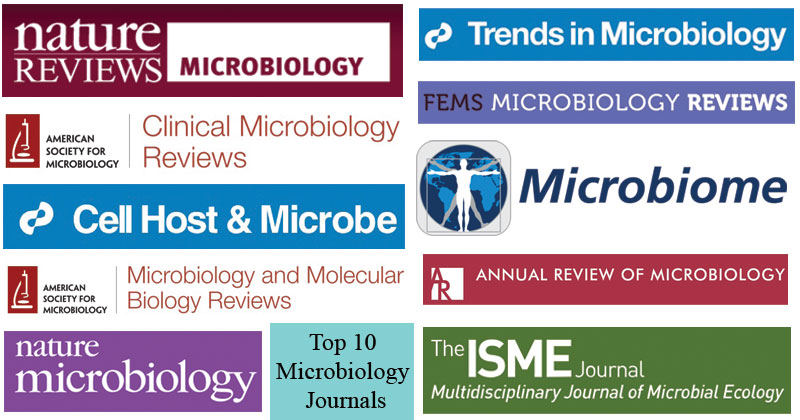 nature
REVIEWS
MICROBIOLOGY
AMERICAN
SOCIETY FOR
MICROBIOLOGY
Clinical Microbiology
Reviews
Cell Host & Microbe
AMERICAN
SOCIETY FOR
MICROBIOLOGY
Microbiology and Molecular
Biology Reviews
nature
microbiology
Top 10
Microbiology
Journals
Trends in Microbiology
FEMS MICROBIOLOGY REVIEWS
Microbiome
AR
ANNUAL REVIEW OF MICROBIOLOGY
The ISME Journal
Multidisciplinary Journal of Microbial Ecology